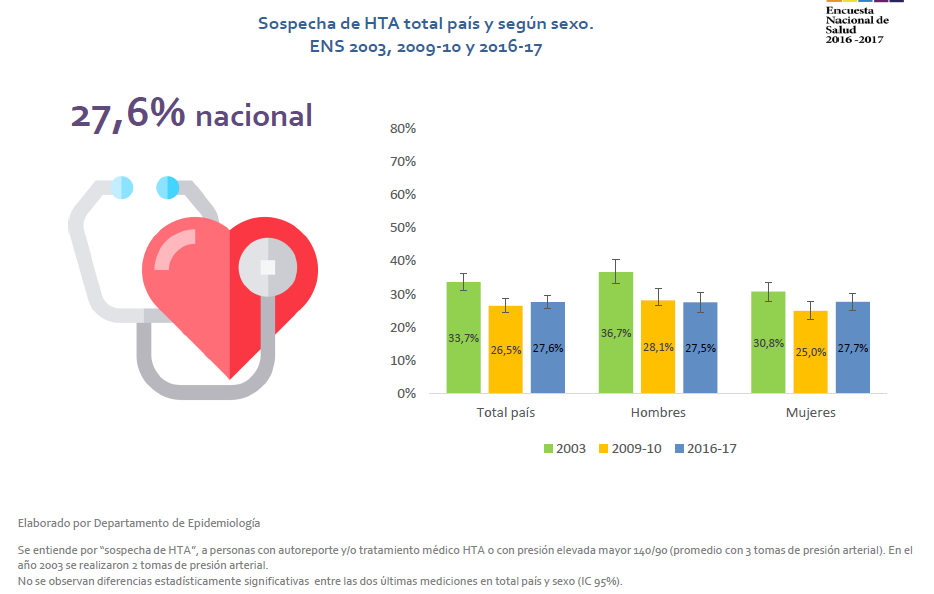 Sospecha de HTA total país y según sexo.
ENS 2003, 2009-10 y 2016-17
Encuesta
Nacional de
Salud
2016 -2017
27,6% nacional
80%
70%
60%
50%
40%
30%
20%
10%
0%
33,7%
26,5%
27,6%
36,7%
28,1%
27,5%
30,8%
25,0%
27,7%
Total país
Hombres
Mujeres
2003
2009-10
2016-17
Elaborado por Departamento de Epidemiología
Se entiende por “sospecha de HTA”, a personas con autoreporte y/o tratamiento médico HTA o con presión elevada mayor 140/90 (promedio con 3 tomas de presión arterial). En el
año 2003 se realizaron 2 tomas de presión arterial.
No se observan diferencias estadísticamente significativas entre las dos últimas mediciones en total país y sexo (IC 95%).